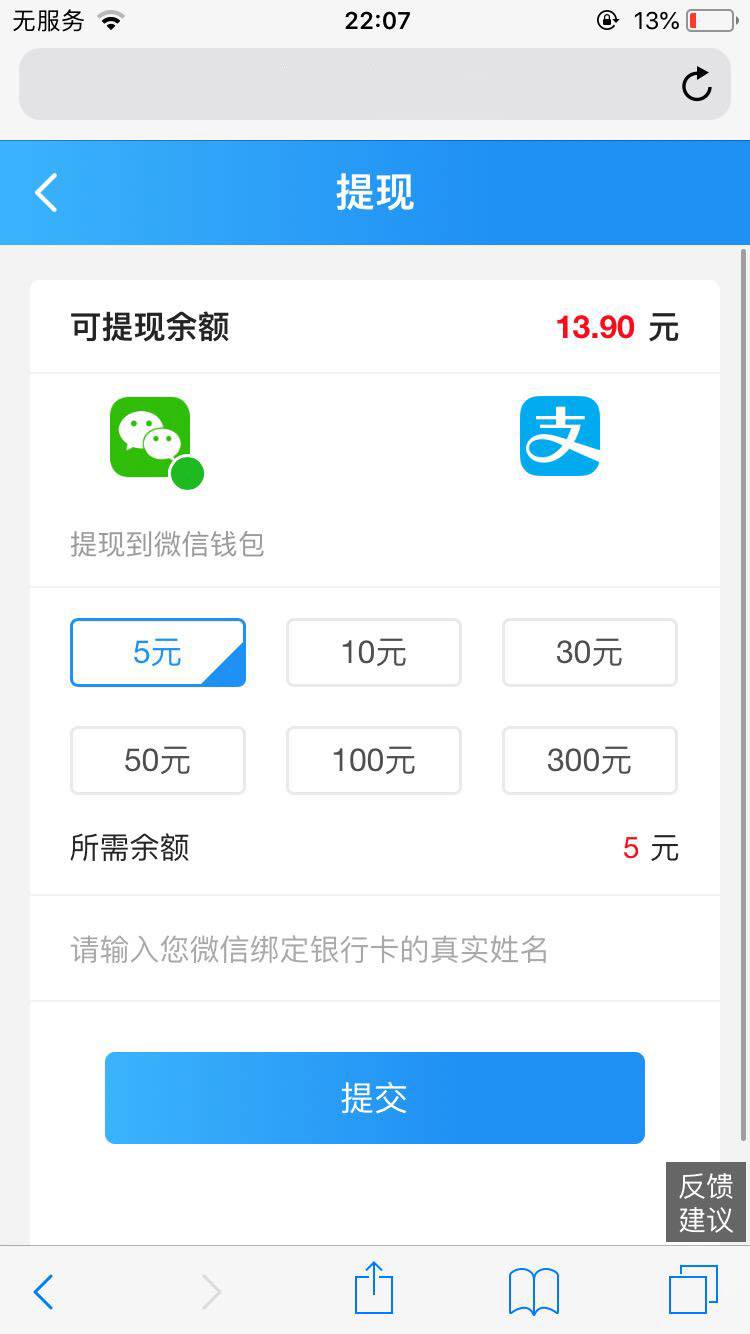 无服务 22:07 13%
提现
可提现余额 13.90 元
支
提现到微信钱包
5元 10元 30元
50元 100元 300元
所需余额 5 元
请输入您微信绑定银行卡的真实姓名
提交
反馈
建议